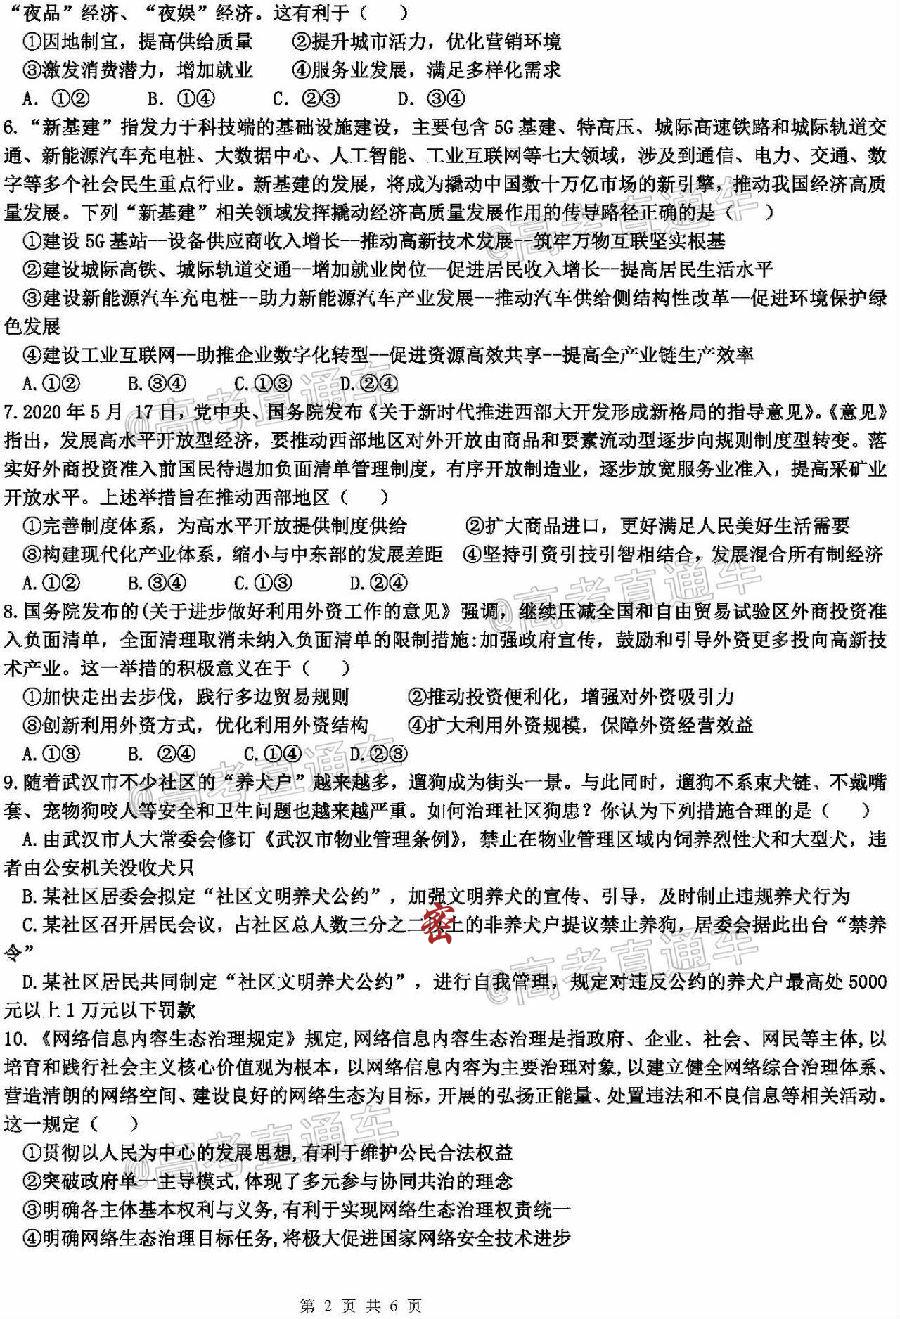 “夜品”经济、“夜娱”经济。这有利于（　　）
①因地制宜，提高供给质量　　②提升城市活力，优化营销环境
③激发消费潜力，增加就业　　④服务业发展，满足多样化需求
A．①②　　B．①④　　C．②③　　D．③④
6．“新基建”指发力于科技端的基础设施建设，主要包含 5G 基建、特高压、城际高速铁路和城际轨道交
通、新能源汽车充电桩、大数据中心、人工智能、工业互联网等七大领域，涉及到通信、电力、交通、数
字等多个社会民生重点行业。新基建的发展，将成为撬动中国数十万亿市场的新引擎，推动我国经济高质
量发展。下列“新基建”相关领域发挥撬动经济高质量发展作用的传导路径正确的是（　　）
①建设 5G 基站--设备供应商收入增长--推动高新技术发展--筑牢万物互联坚实根基
②建设城际高铁、城际轨道交通--增加就业岗位—促进居民收入增长--提高居民生活水平
③建设新能源汽车充电桩--助力新能源汽车产业发展--推动汽车供给侧结构性改革—促进环境保护绿
色发展
④建设工业互联网--助推企业数字化转型--促进资源高效共享--提高全产业链生产效率
A.①②　　B.③④　　C.①③　　D.②④
7. 2020 年 5 月 17 日，党中央、国务院发布《关于新时代推进西部大开发形成新格局的指导意见》。《意见》
指出，发展高水平开放型经济，要推动西部地区对外开放由商品和要素流动型逐步向规则制度型转变。落
实好外商投资准入前国民待遇加负面清单管理制度，有序开放制造业，逐步放宽服务业准入，提高采矿业
开放水平。上述举措旨在推动西部地区（　　）
①完善制度体系，为高水平开放提供制度供给　　②扩大商品进口，更好满足人民美好生活需要
③构建现代化产业体系，缩小与中东部的发展差距　④坚持引资引技引智相结合，发展混合所有制经济
A.①②　　B.③④　　C.①③　　D.②④
8. 国务院发布的(关于进步做好利用外资工作的意见》强调，继续压减全国和自由贸易试验区外商投资准
入负面清单，全面清理取消未纳入负面清单的限制措施:加强政府宣传，鼓励和引导外资更多投向高新技
术产业。这一举措的积极意义在于（　　）
①加快走出去步伐，践行多边贸易规则　　②推动投资便利化，增强对外资吸引力
③创新利用外资方式，优化利用外资结构　　④扩大利用外资规模，保障外资经营效益
A.①③　　B. ②④　　C.①④　　D.②③
9. 随着武汉市不少社区的“养犬户”越来越多，遛狗成为街头一景。与此同时，遛狗不系束犬链、不戴嘴
套、宠物狗咬人等安全和卫生问题也越来越严重。如何治理社区狗患？你认为下列措施合理的是（　　）
A. 由武汉市人大常委会修订《武汉市物业管理条例》，禁止在物业管理区域内饲养烈性犬和大型犬，违
者由公安机关没收犬只
B. 某社区居委会拟定“社区文明养犬公约”，加强文明养犬的宣传、引导，及时制止违规养犬行为
C. 某社区召开居民会议，占社区总人数三分之二 上的非养犬户提议禁止养狗，居委会据此出台“禁养
令”
密
D. 某社区居民共同制定“社区文明养犬公约”，进行自我管理，规定对违反公约的养犬户最高处 5000
元以上 1 万元以下罚款
10. 《网络信息内容生态治理规定》规定,网络信息内容生态治理是指政府、企业、社会、网民等主体,以
培育和践行社会主义核心价值观为根本，以网络信息内容为主要治理对象,以建立健全网络综合治理体系、
营造清朗的网络空间、建设良好的网络生态为目标,开展的弘扬正能量、处置违法和不良信息等相关活动。
这一规定（　　）
①贯彻以人民为中心的发展思想,有利于维护公民合法权益
②突破政府单一主导模式,体现了多元参与协同共治的理念
③明确各主体基本权利与义务,有利于实现网络生态治理权责统一
④明确网络生态治理目标任务,将极大促进国家网络安全技术进步
第 2 页 共 6 页
@高考直通车
@高考直通车
@高考直通车
@高考直通车
@高考直通车
@高考直通车